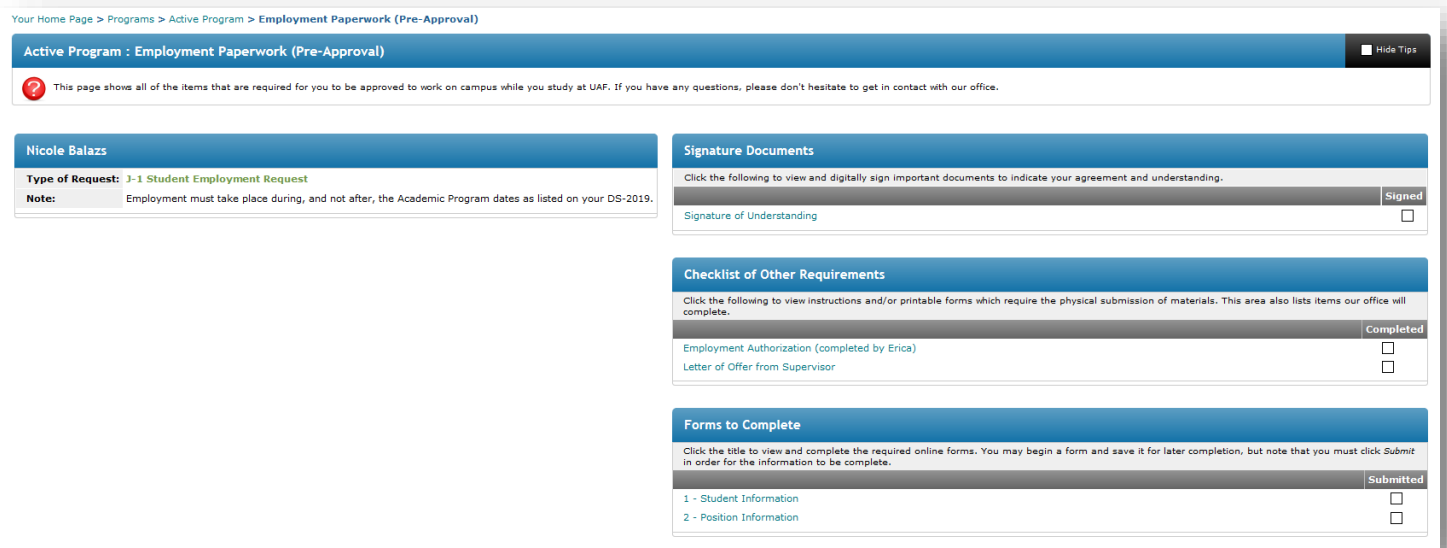 Your Home Page > Programs > Active Program > Employment Paperwork (Pre-Approval)
Active Program : Employment Paperwork (Pre-Approval)
Hide Tips
This page shows all of the items that are required for you to be approved to work on campus while you study at UAF. If you have any questions, please don't hesitate to get in contact with our office.
Nicole Balazs
Type of Request: J-1 Student Employment Request
Note: Employment must take place during, and not after, the Academic Program dates as listed on your DS-2019.
Signature Documents
Click the following to view and digitally sign important documents to indicate your agreement and understanding.
Signed
Signature of Understanding
Checklist of Other Requirements
Click the following to view instructions and/or printable forms which require the physical submission of materials. This area also lists items our office will
complete.
Completed
Employment Authorization (completed by Erica)
Letter of Offer from Supervisor
Forms to Complete
Click the title to view and complete the required online forms. You may begin a form and save it for later completion, but note that you must click Submit
in order for the information to be complete.
Submitted
1 - Student Information
2 - Position Information